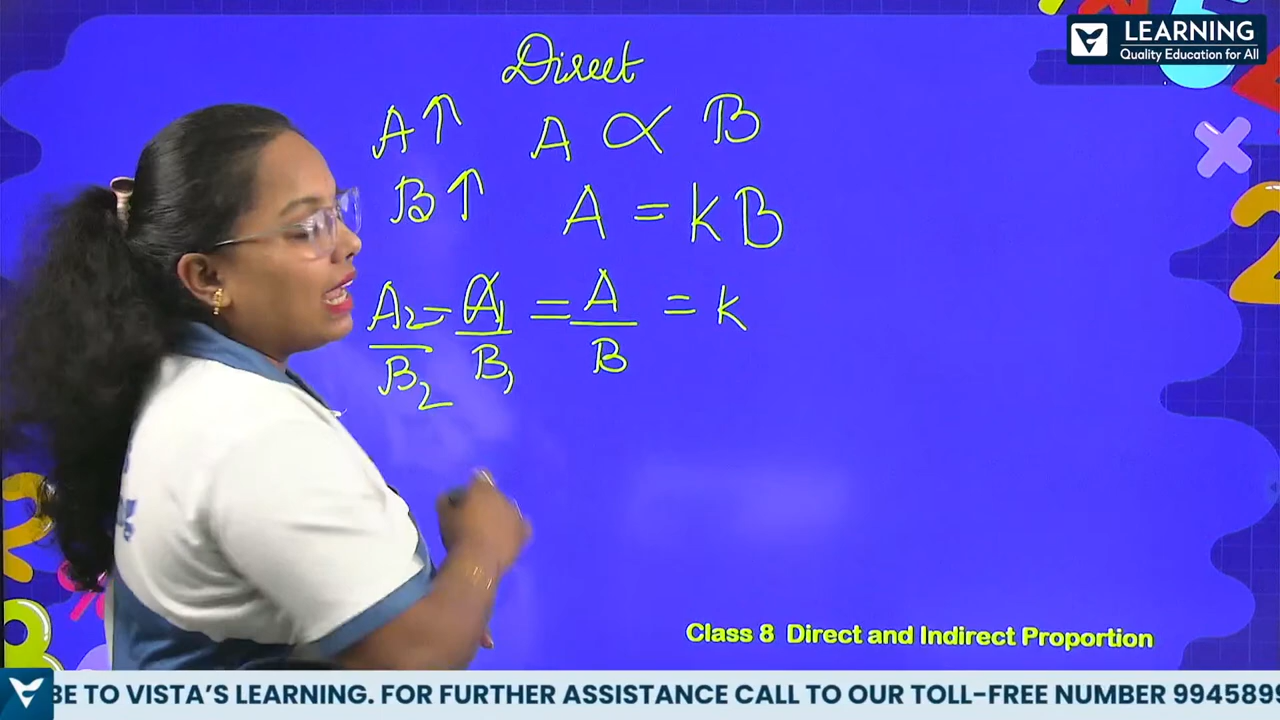 LEARNING
Quality Education for All
Direct
A↑ A ∝ B
B↑ A = kB
A₂/B₂ = A₁/B₁ = A/B = k
Class 8 Direct and Indirect Proportion
BE TO VISTA'S LEARNING. FOR FURTHER ASSISTANCE CALL TO OUR TOLL-FREE NUMBER 9945899